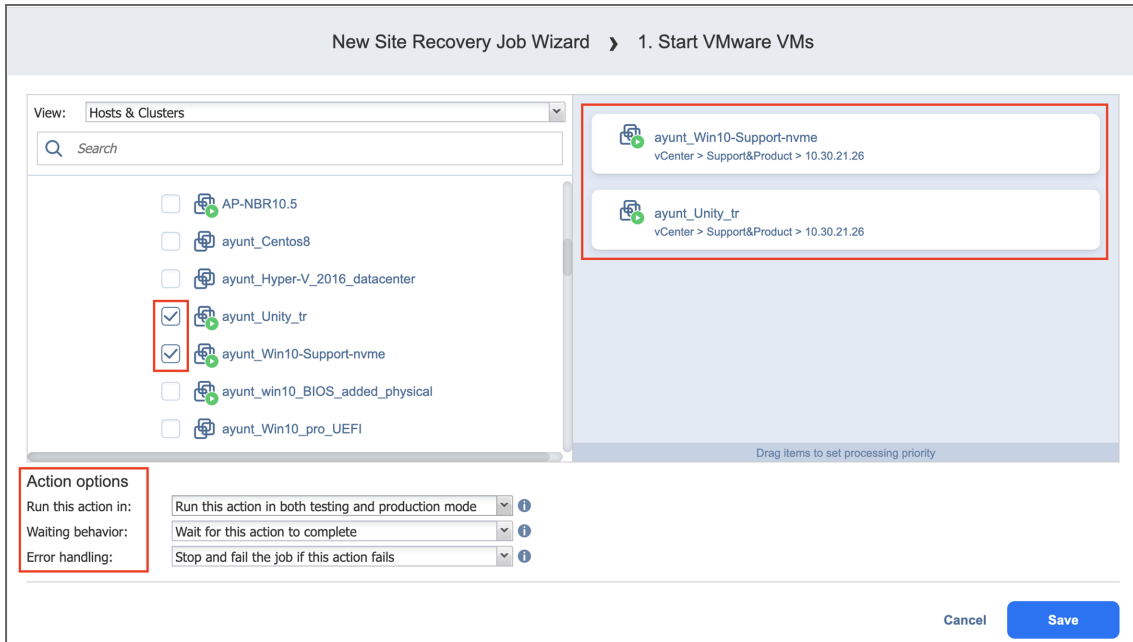 New Site Recovery Job Wizard ❯ 1. Start VMware VMs
View: Hosts & Clusters
Search
AP-NBR10.5
ayunt_Centos8
ayunt_Hyper-V_2016_datacenter
ayunt_Unity_tr
ayunt_Win10-Support-nvme
ayunt_win10_BIOS_added_physical
ayunt_Win10_pro_UEFI
ayunt_Win10-Support-nvme
vCenter > Support&Product > 10.30.21.26
ayunt_Unity_tr
vCenter > Support&Product > 10.30.21.26
Drag items to set processing priority
Action options
Run this action in: Run this action in both testing and production mode
Waiting behavior: Wait for this action to complete
Error handling: Stop and fail the job if this action fails
Cancel Save